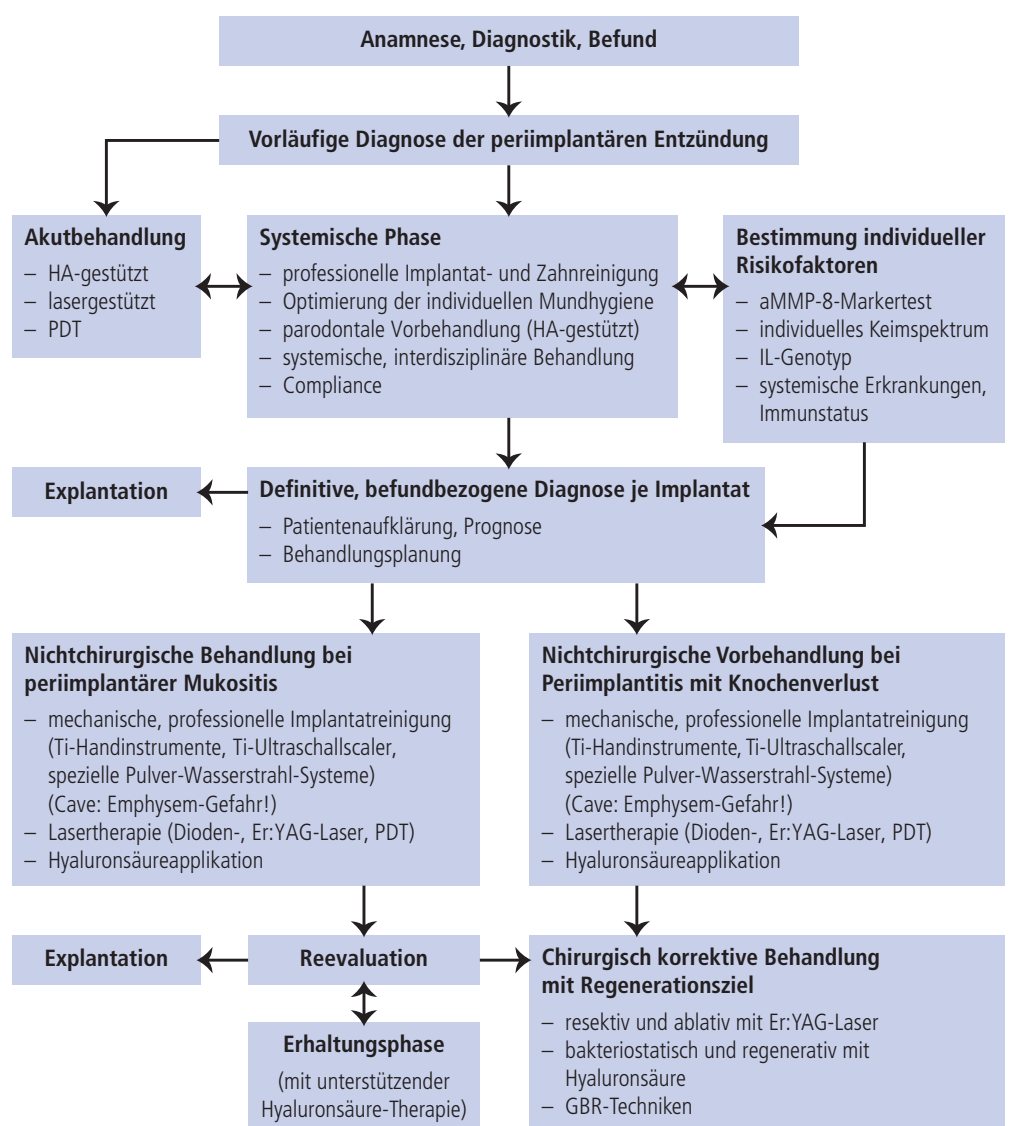 Anamnese, Diagnostik, Befund
Vorläufige Diagnose der periimplantären Entzündung
Akutbehandlung
– HA-gestützt
– lasergestützt
– PDT
Systemische Phase
– professionelle Implantat- und Zahnreinigung
– Optimierung der individuellen Mundhygiene
– parodontale Vorbehandlung (HA-gestützt)
– systemische, interdisziplinäre Behandlung
– Compliance
Bestimmung individueller
Risikofaktoren
– aMMP-8-Markertest
– individuelles Keimspektrum
– IL-Genotyp
– systemische Erkrankungen,
Immunstatus
Explantation
Definitive, befundbezogene Diagnose je Implantat
– Patientenaufklärung, Prognose
– Behandlungsplanung
Nichtchirurgische Behandlung bei
periimplantärer Mukositis
– mechanische, professionelle Implantatreinigung
(Ti-Handinstrumente, Ti-Ultraschallscaler,
spezielle Pulver-Wasserstrahl-Systeme)
(Cave: Emphysem-Gefahr!)
– Lasertherapie (Dioden-, Er:YAG-Laser, PDT)
– Hyaluronsäureapplikation
Nichtchirurgische Vorbehandlung bei
Periimplantitis mit Knochenverlust
– mechanische, professionelle Implantatreinigung
(Ti-Handinstrumente, Ti-Ultraschallscaler,
spezielle Pulver-Wasserstrahl-Systeme)
(Cave: Emphysem-Gefahr!)
– Lasertherapie (Dioden-, Er:YAG-Laser, PDT)
– Hyaluronsäureapplikation
Explantation
Reevaluation
Chirurgisch korrektive Behandlung
mit Regenerationsziel
– resektiv und ablativ mit Er:YAG-Laser
– bakteriostatisch und regenerativ mit
Hyaluronsäure
– GBR-Techniken
Erhaltungsphase
(mit unterstützender
Hyaluronsäure-Therapie)